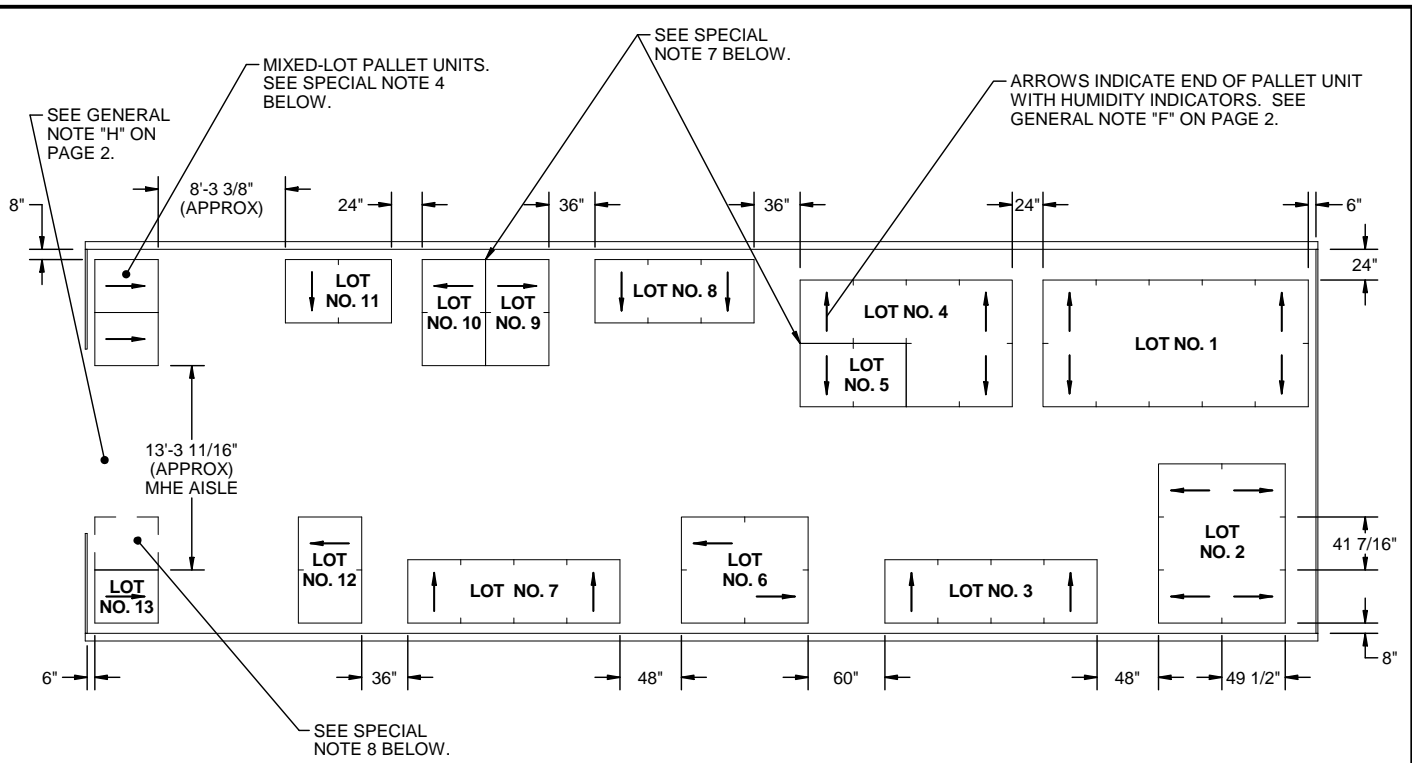 SEE SPECIAL
NOTE 7 BELOW.
MIXED-LOT PALLET UNITS.
SEE SPECIAL NOTE 4
BELOW.
ARROWS INDICATE END OF PALLET UNIT
WITH HUMIDITY INDICATORS.  SEE
GENERAL NOTE "F" ON PAGE 2.
SEE GENERAL
NOTE "H" ON
PAGE 2.
8'-3 3/8"
(APPROX)
8"
24"
36"
36"
24"
6"
24"
LOT
NO. 11
LOT
NO. 10
LOT
NO. 9
LOT NO. 8
LOT NO. 4
LOT
NO. 5
LOT NO. 1
13'-3 11/16"
(APPROX)
MHE AISLE
LOT
NO. 13
LOT
NO. 12
LOT  NO. 7
LOT
NO. 6
LOT NO. 3
LOT
NO. 2
41 7/16"
8"
6"
36"
48"
60"
48"
49 1/2"
SEE SPECIAL
NOTE 8 BELOW.